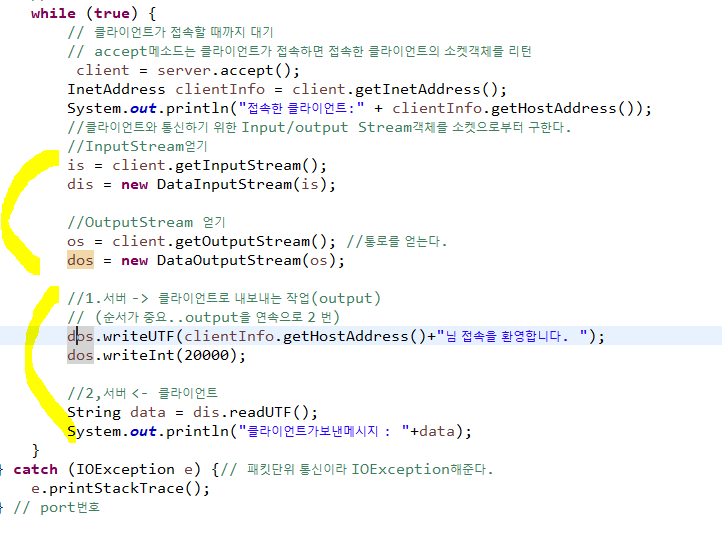 while (true) {
// 클라이언트가 접속할 때까지 대기
// accept메소드는 클라이언트가 접속하면 접속한 클라이언트의 소켓객체를 리턴
client = server.accept();
InetAddress clientInfo = client.getInetAddress();
System.out.println("접속한 클라이언트:" + clientInfo.getHostAddress());
//클라이언트와 통신하기 위한 Input/output Stream객체를 소켓으로부터 구한다.
//InputStream얻기
is = client.getInputStream();
dis = new DataInputStream(is);
//OutputStream 얻기
os = client.getOutputStream(); //통로를 얻는다.
dos = new DataOutputStream(os);
//1.서버 -> 클라이언트로 내보내는 작업(output)
// (순서가 중요..output을 연속으로 2 번)
dos.writeUTF(clientInfo.getHostAddress()+"님 접속을 환영합니다. ");
dos.writeInt(20000);
//2,서버 <- 클라이언트
String data = dis.readUTF();
System.out.println("클라이언트가보낸메시지 : "+data);
}
} catch (IOException e) {// 패킷단위 통신이라 IOException해준다.
e.printStackTrace();
} // port번호